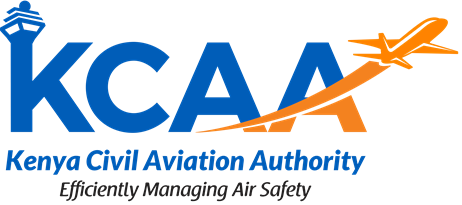 KCAA
Kenya Civil Aviation Authority
Efficiently Managing Air Safety